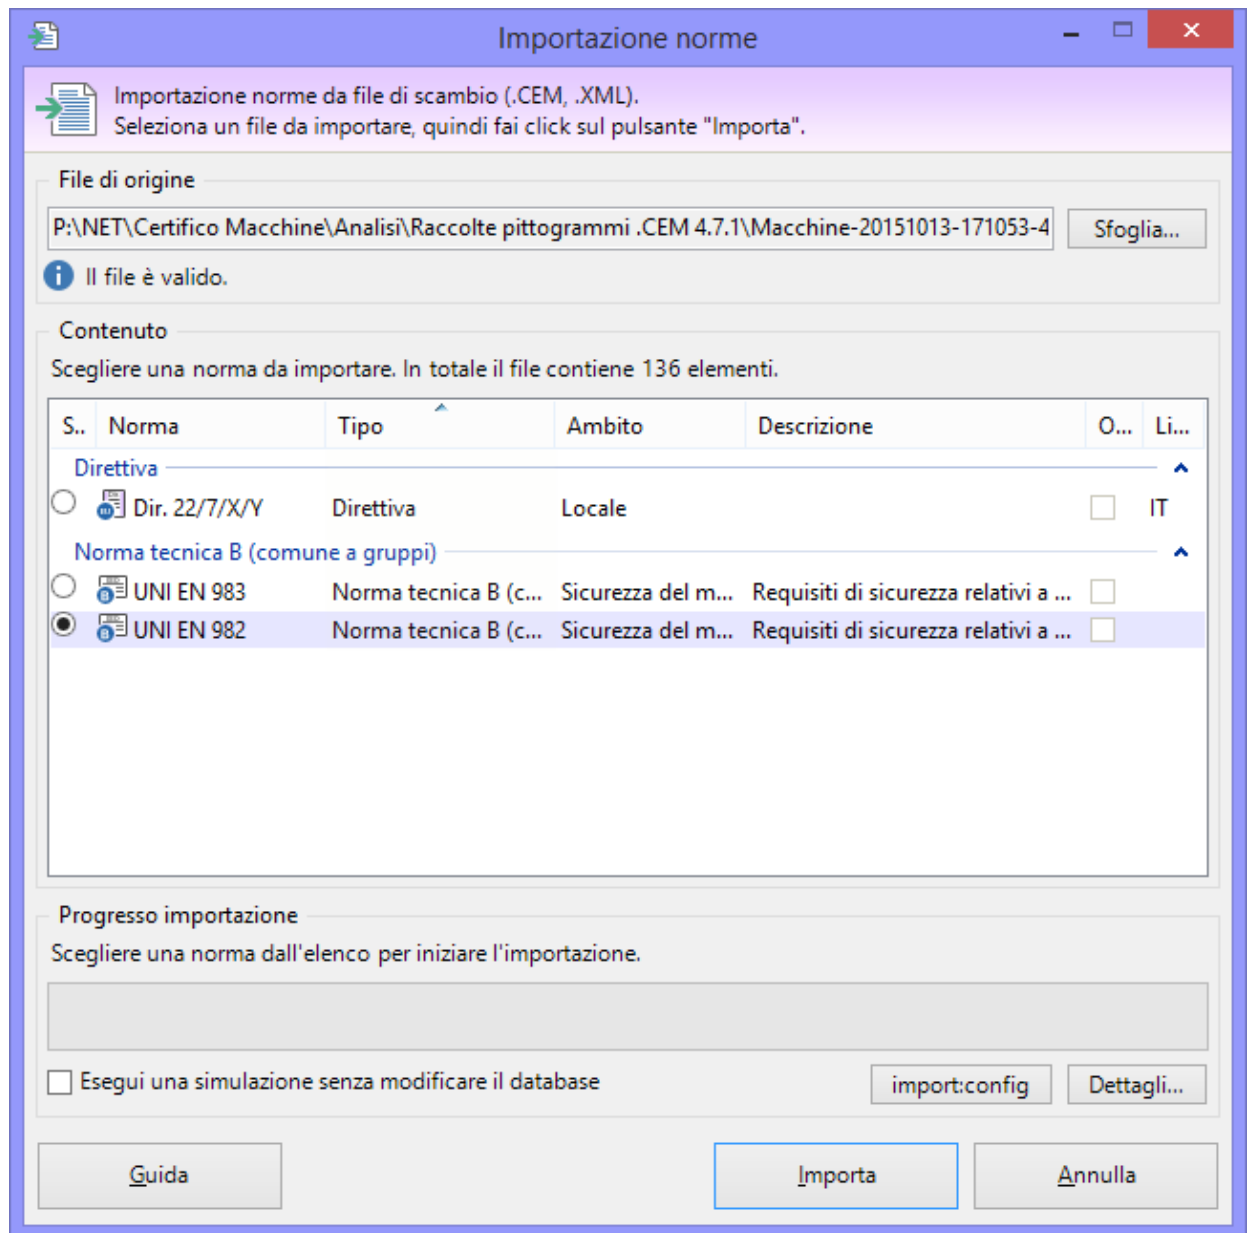 Importazione norme
Importazione norme da file di scambio (.CEM, .XML).
Seleziona un file da importare, quindi fai click sul pulsante "Importa".
File di origine
P:\NET\Certifico Macchine\Analisi\Raccolte pittogrammi .CEM 4.7.1\Macchine-20151013-171053-4
Sfoglia...
Il file è valido.
Contenuto
Scegliere una norma da importare. In totale il file contiene 136 elementi.
S.. Norma Tipo Ambito Descrizione O... Li...
Direttiva
Dir. 22/7/X/Y Direttiva Locale IT
Norma tecnica B (comune a gruppi)
UNI EN 983 Norma tecnica B (c... Sicurezza del m... Requisiti di sicurezza relativi a ...
UNI EN 982 Norma tecnica B (c... Sicurezza del m... Requisiti di sicurezza relativi a ...
Progresso importazione
Scegliere una norma dall'elenco per iniziare l'importazione.
Esegui una simulazione senza modificare il database
import:config Dettagli...
Guida Importa Annulla